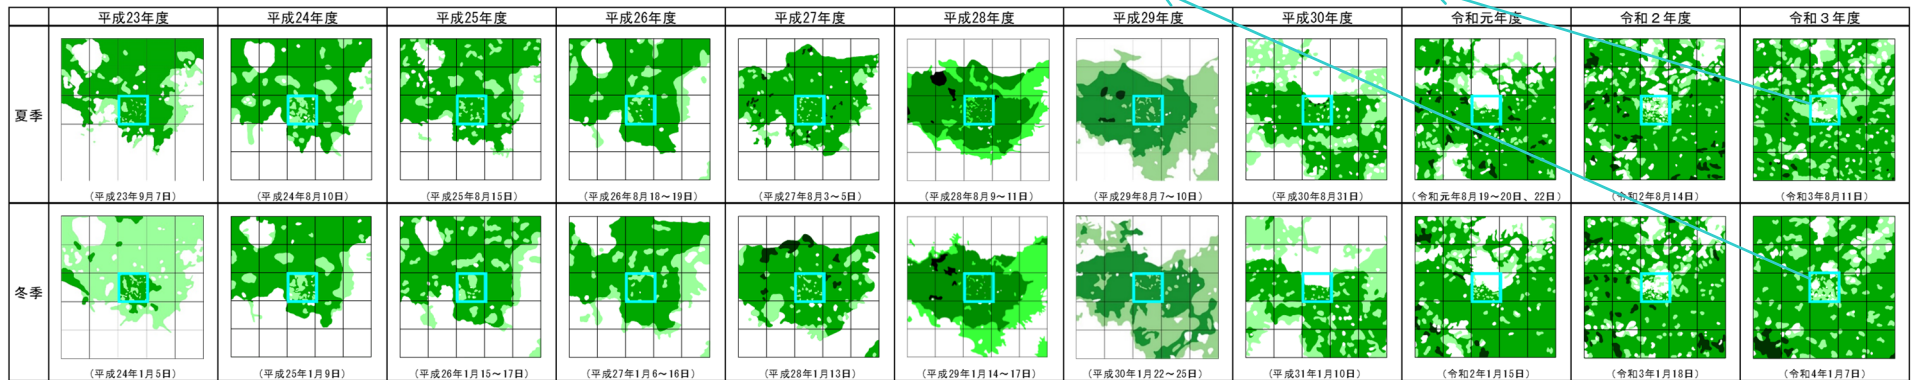 平成23年度 平成24年度 平成25年度 平成26年度 平成27年度 平成28年度 平成29年度 平成30年度 令和元年度 令和２年度 令和３年度
夏季
（平成23年9月7日） （平成24年8月10日） （平成25年8月15日） （平成26年8月18～19日） （平成27年8月3～5日） （平成28年8月9～11日） （平成29年8月7～10日） （平成30年8月31日） （令和元年8月19～20日、22日） （令和2年8月14日） （令和3年8月11日）
冬季
（平成24年1月5日） （平成25年1月9日） （平成26年1月15～17日） （平成27年1月6～16日） （平成28年1月13日） （平成29年1月14～17日） （平成30年1月22～25日） （平成31年1月10日） （令和2年1月15日） （令和3年1月18日） （令和4年1月7日）